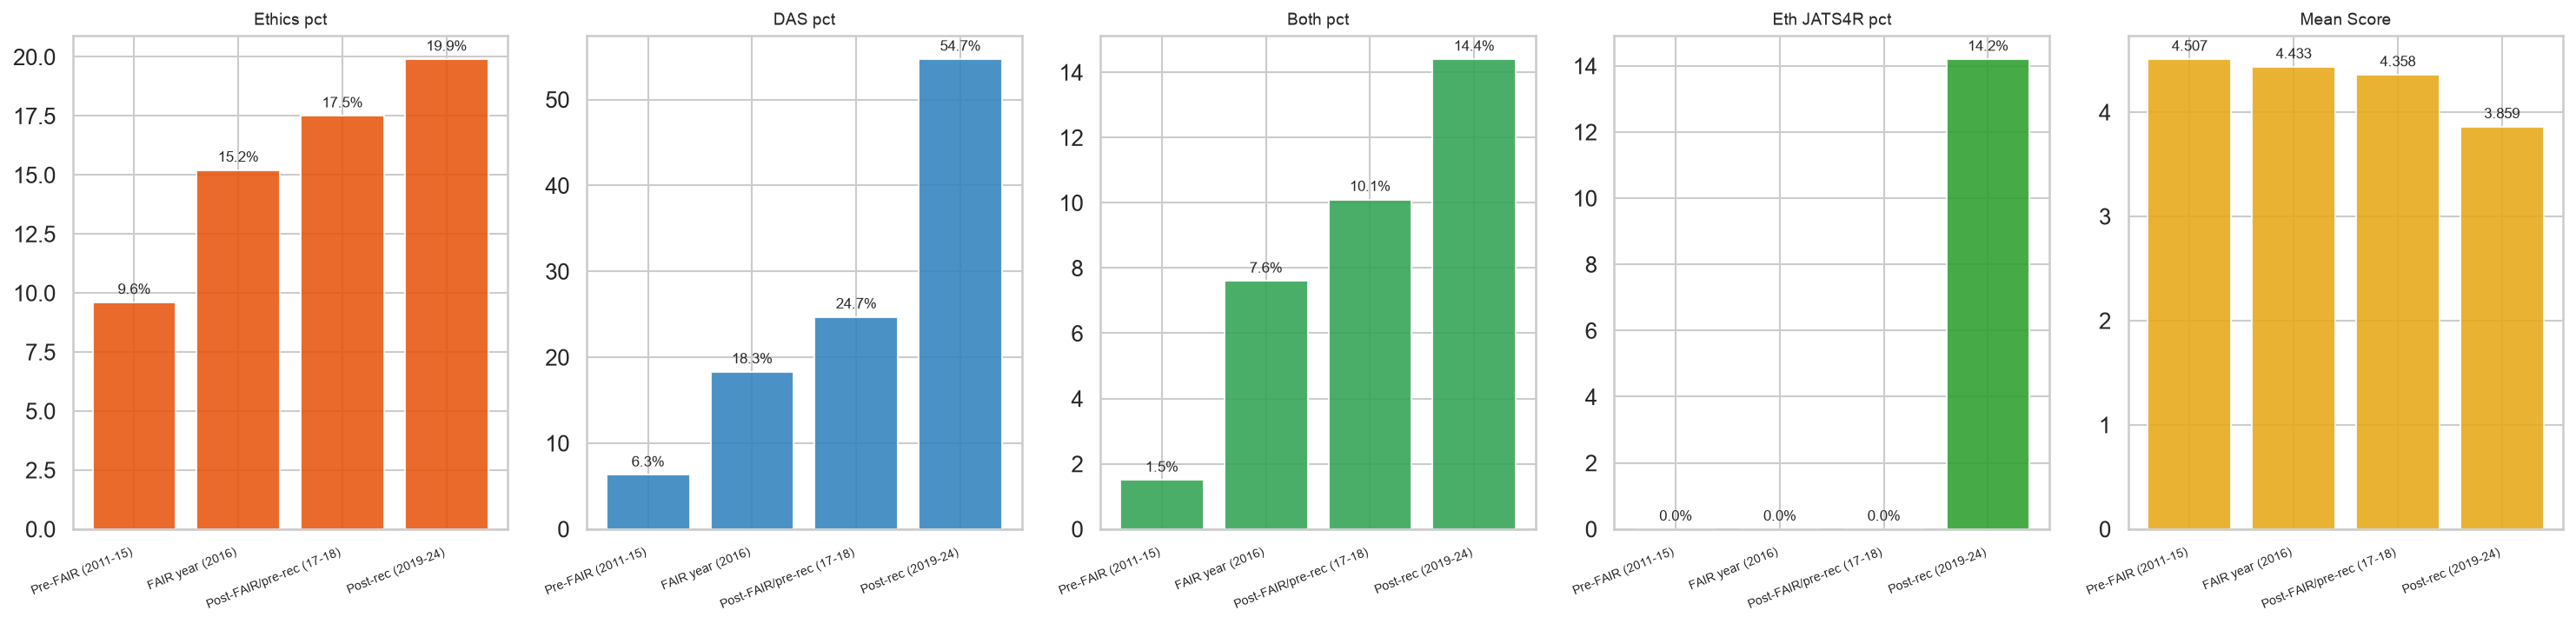 Ethics pct
20.0
17.5
15.0
12.5
10.0
7.5
5.0
2.5
0.0
9.6%
15.2%
17.5%
19.9%
Pre-FAIR (2011-15)
FAIR year (2016)
Post-FAIR/pre-rec (17-18)
Post-rec (2019-24)
DAS pct
50
40
30
20
10
0
6.3%
18.3%
24.7%
54.7%
Pre-FAIR (2011-15)
FAIR year (2016)
Post-FAIR/pre-rec (17-18)
Post-rec (2019-24)
Both pct
14
12
10
8
6
4
2
0
1.5%
7.6%
10.1%
14.4%
Pre-FAIR (2011-15)
FAIR year (2016)
Post-FAIR/pre-rec (17-18)
Post-rec (2019-24)
Eth JATS4R pct
14
12
10
8
6
4
2
0
0.0%
0.0%
0.0%
14.2%
Pre-FAIR (2011-15)
FAIR year (2016)
Post-FAIR/pre-rec (17-18)
Post-rec (2019-24)
Mean Score
4
3
2
1
0
4.507
4.433
4.358
3.859
Pre-FAIR (2011-15)
FAIR year (2016)
Post-FAIR/pre-rec (17-18)
Post-rec (2019-24)